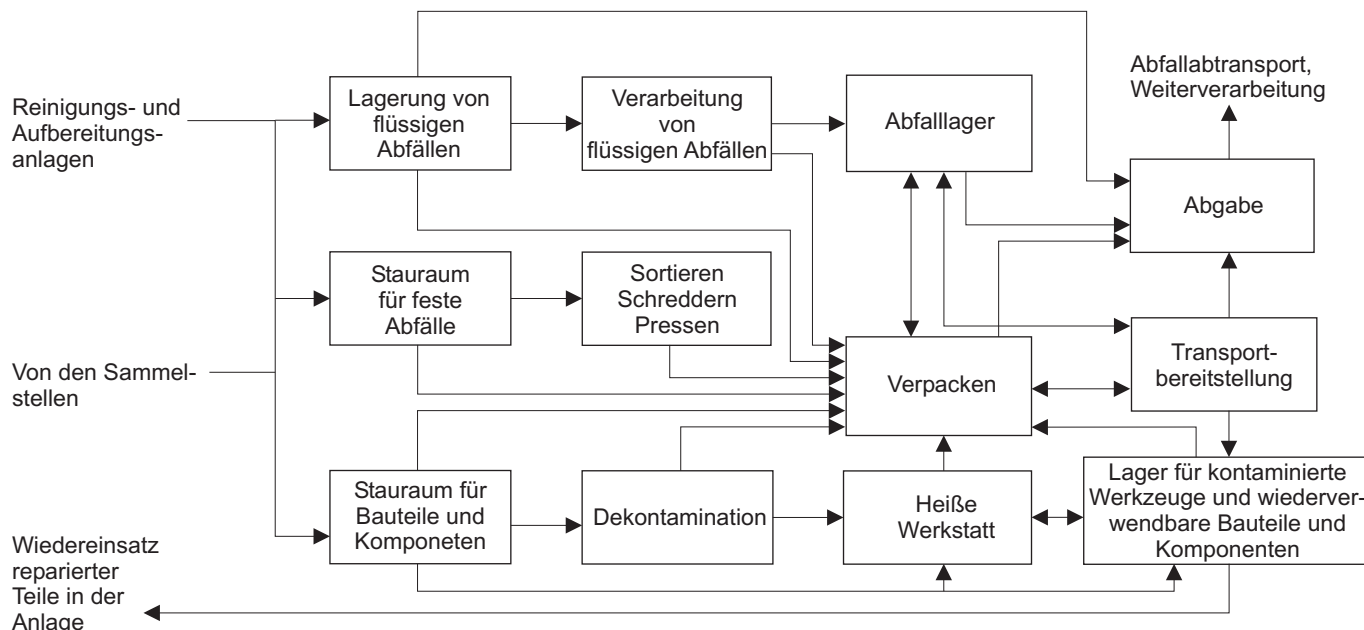 Reinigungs- und
Aufbereitungs-
anlagen
Lagerung von
flüssigen
Abfällen
Verarbeitung
von
flüssigen Abfällen
Abfalllager
Abfallabtransport,
Weiterverarbeitung
Abgabe
Von den Sammel-
stellen
Stauraum
für feste
Abfälle
Sortieren
Schreddern
Pressen
Verpacken
Transport-
bereitstellung
Stauraum für
Bauteile und
Komponeten
Dekontamination
Heiße
Werkstatt
Lager für kontaminierte
Werkzeuge und wiederver-
wendbare Bauteile und
Komponenten
Wiedereinsatz
reparierter
Teile in der
Anlage